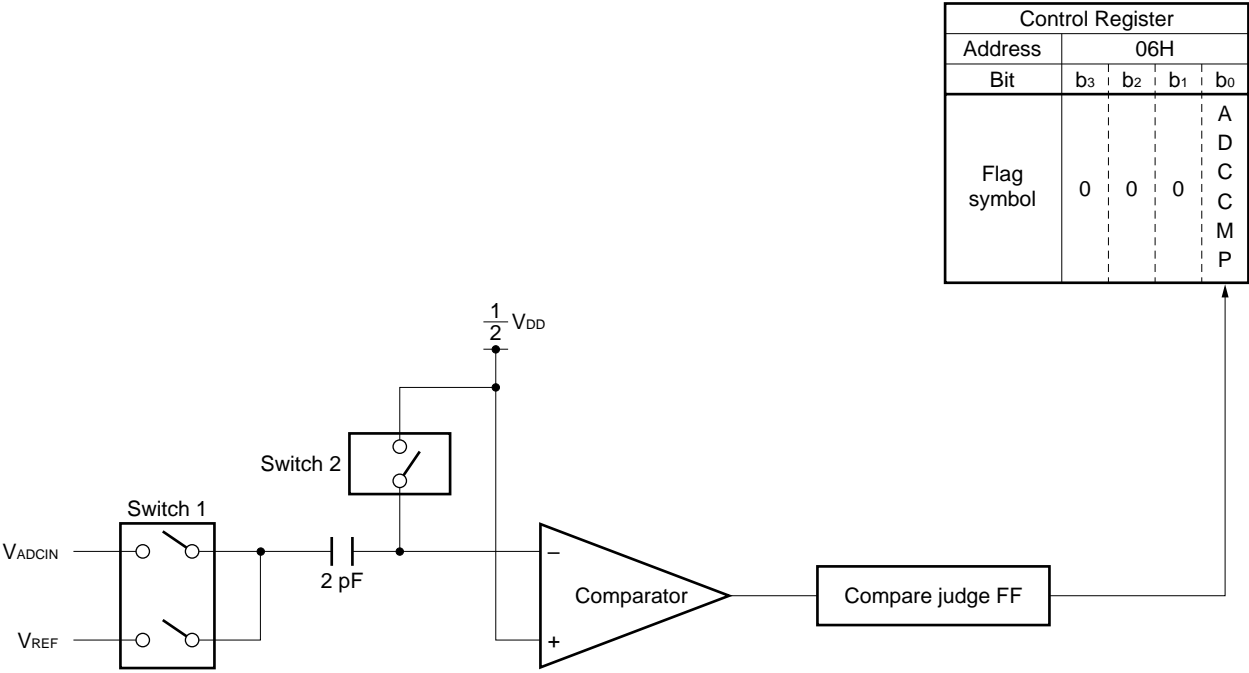 Control Register
Address 06H
Bit b3 b2 b1 b0
Flag symbol 0 0 0 ADCCMP
1/2 VDD
Switch 2
Switch 1
VADCIN
2 pF
–
Comparator
Compare judge FF
VREF
+